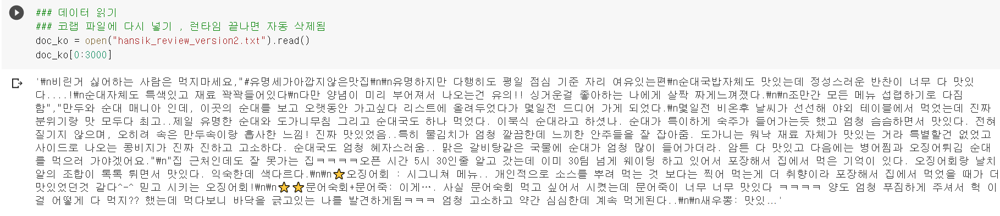 ### 데이터 읽기
### 코랩 파일에 다시 넣기 , 런타임 끝나면 자동 삭제됨
doc_ko = open("hansik_review_version2.txt").read()
doc_ko[0:3000]
'\n비린거 싫어하는 사람은 먹지마세요,"#유명세가아깝지않은맛집\n\n유명하지만 다행히도 평일 점심 기준 자리 여유있는편\n순대국밥자체도 맛있는데 정성스러운 반찬이 너무 다 맛있
다....!\n순대자체도 특색있고 재료 꽉꽉들어있다\n다만 양념이 미리 부어져서 나오는건 유의!! 싱거운걸 좋아하는 나에게 살짝 짜게느껴졌다.\n\n조만간 모든 메뉴 섭렵하기로 다짐
함","만두와 순대 매니아 인데, 이곳의 순대를 보고 오랫동안 가고싶다 리스트에 올려두었다가 몇일전 드디어 가게 되었다.\n몇일전 비온후 날씨가 선선해 야외 테이블에서 먹었는데 진짜
분위기랑 맛 모두다 최고..제일 유명한 순대와 도가니무침 그리고 순대국도 하나 먹었다. 이북식 순대라고 하셨나. 순대가 특이하게 숙주가 들어가는듯 했고 엄청 슴슴하면서 맛있다. 전혀
질기지 않으며, 오히려 속은 만두속이랑 흡사한 느낌! 진짜 맛있었음..특히 물김치가 엄청 깔끔한데 느끼한 안주들을 잘 잡아줌. 도가니는 워낙 재료 자체가 맛있는 거라 특별할건 없었고
사이드로 나오는 콩비지가 진짜 진하고 고소하다. 순대국도 엄청 혜자스러움.. 맑은 갈비탕같은 국물에 순대가 엄청 많이 들어가더라. 암튼 다 맛있고 다음에는 병어찜과 오징어튀김 순대
를 먹으러 가야겠어요."\n"집 근처인데도 잘 못가는 집ㅋㅋㅋㅋ오픈 시간 5시 30인줄 알고 갔는데 이미 30팀 넘게 웨이팅 하고 있어서 포장해서 집에서 먹은 기억이 있다. 오징어회랑 날치
알의 조합이 톡톡 튀면서 맛있다. 익숙한데 색다르다.\n\n⭐오징어회 : 시그니쳐 메뉴.. 개인적으로 소스를 뿌려 먹는 것 보다는 찍어 먹는게 더 취향이라 포장해서 집에서 먹었을 때가 더
맛있었던것 같다^-^ 믿고 시키는 오징어회!\n\n⭐⭐문어숙회+문어죽: 이게…. 사실 문어숙회 먹고 싶어서 시켰는데 문어죽이 너무 너무 맛있다 ㅋㅋㅋㅋ 양도 엄청 푸짐하게 주셔서 헉 이
걸 어떻게 다 먹지?? 했는데 먹다보니 바닥을 긁고있는 나를 발견하게됨ㅋㅋㅋ 엄청 고소하고 약간 심심한데 계속 먹게된다..\n\n새우뽕: 맛있...'